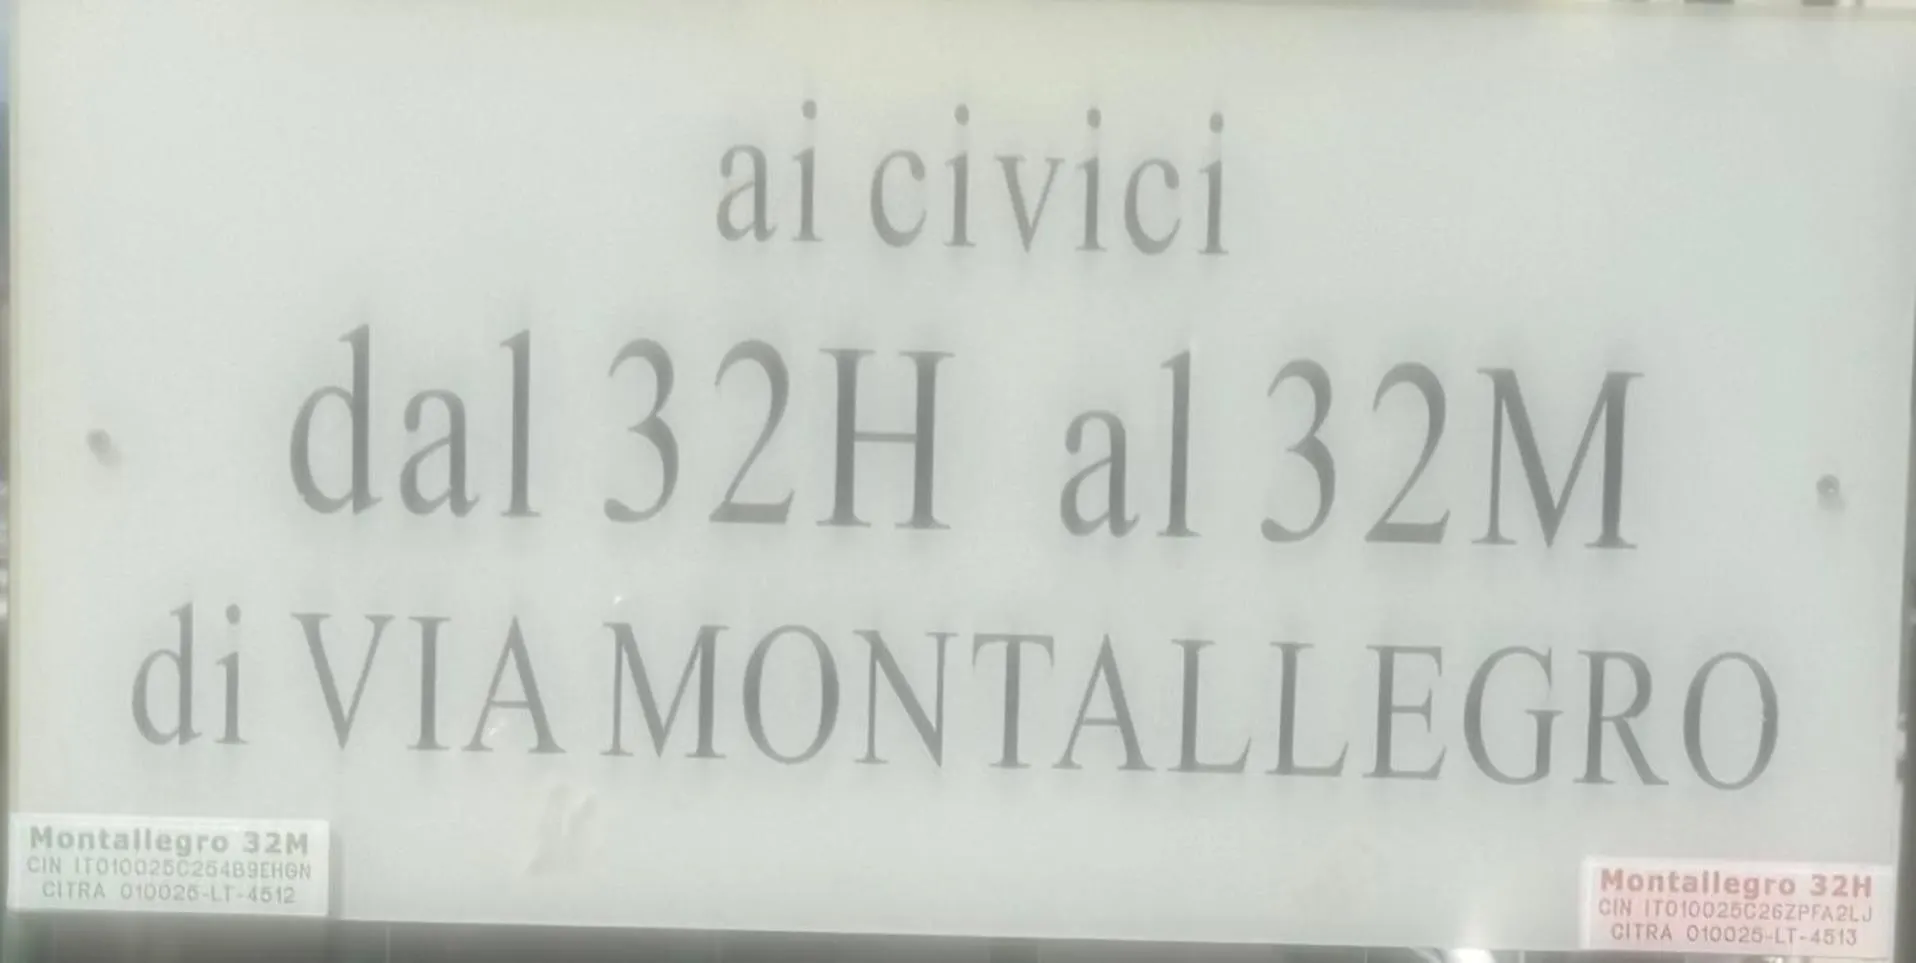 ai civici
dal 32H al 32M
di VIA MONTALLEGRO
Montallegro 32M
CIN IT010025C254B9EHGN
CITRA 010025-LT-4512
Montallegro 32H
CIN IT010025C26ZPFA2LJ
CITRA 010025-LT-4513